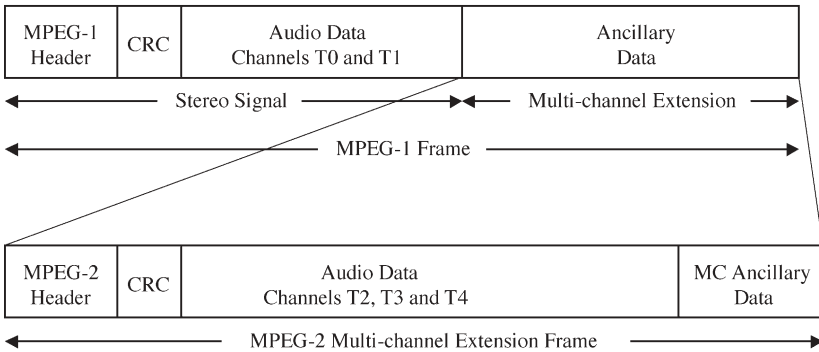 MPEG-1
Header
CRC
Audio Data
Channels T0 and T1
Ancillary
Data
Stereo Signal
Multi-channel Extension
MPEG-1 Frame
MPEG-2
Header
CRC
Audio Data
Channels T2, T3 and T4
MC Ancillary
Data
MPEG-2 Multi-channel Extension Frame